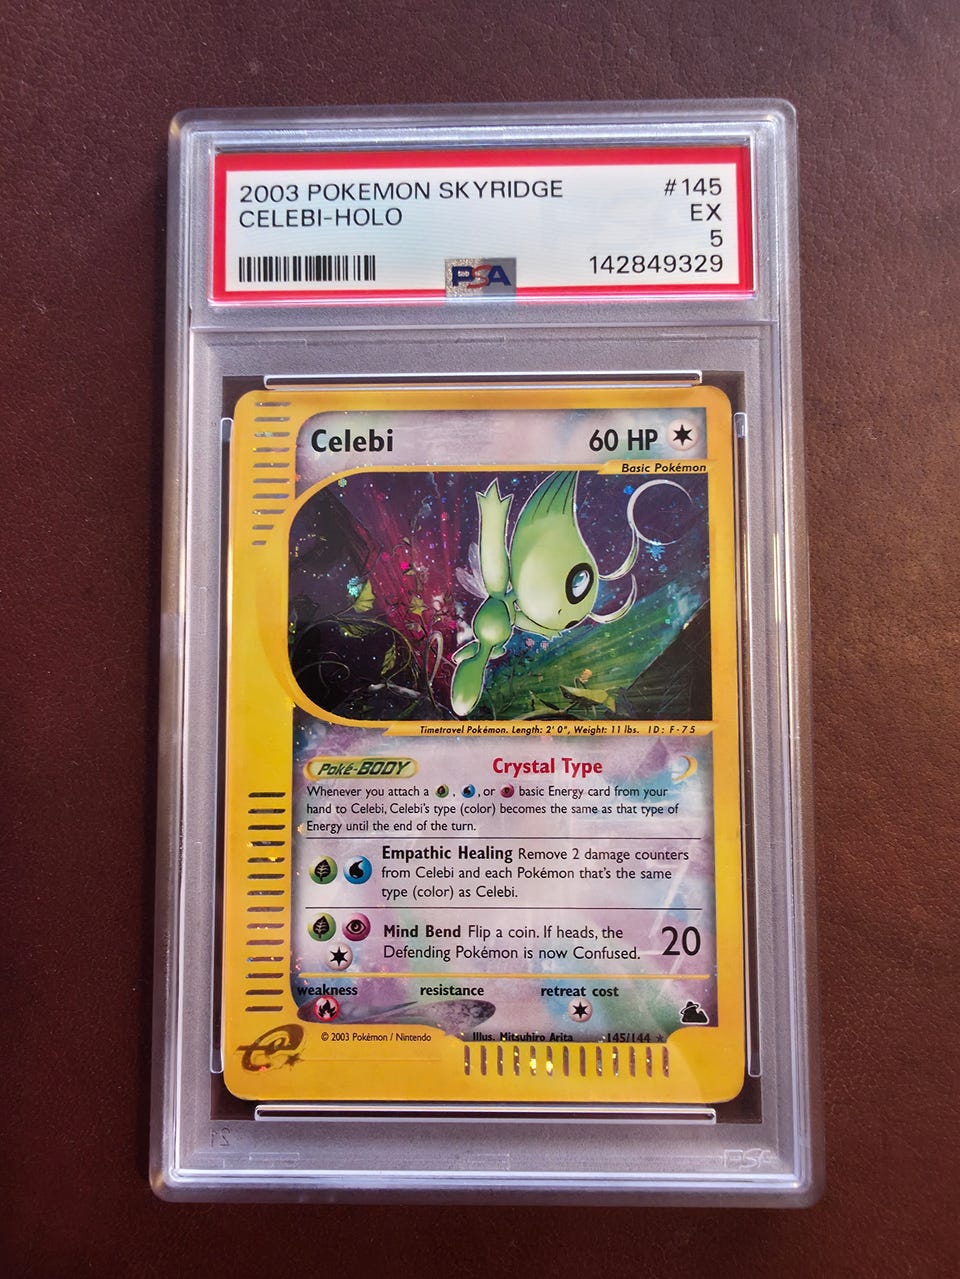 2003 POKEMON SKYRIDGE #145
CELEBI-HOLO EX
5
PSA 142849329
Celebi 60 HP
Basic Pokémon
Timetravel Pokémon. Length: 2' 0", Weight: 11 lbs. ID: F-75
Poké-BODY Crystal Type
Whenever you attach a , , or basic Energy card from your
hand to Celebi, Celebi's type (color) becomes the same as that type of
Energy until the end of the turn.
Empathic Healing Remove 2 damage counters
from Celebi and each Pokémon that's the same
type (color) as Celebi.
Mind Bend Flip a coin. If heads, the 20
Defending Pokémon is now Confused.
weakness resistance retreat cost
© 2003 Pokémon / Nintendo Illus. Mitsuhiro Arita 145/144 ★
e
PSA